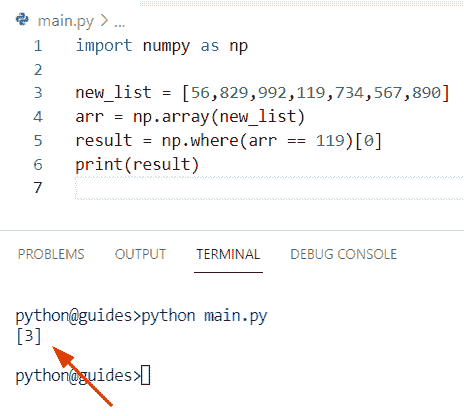 main.py > ...
1 import numpy as np
2
3 new_list = [56,829,992,119,734,567,890]
4 arr = np.array(new_list)
5 result = np.where(arr == 119)[0]
6 print(result)
7
PROBLEMS OUTPUT TERMINAL DEBUG CONSOLE
python@guides>python main.py
[3]
python@guides>